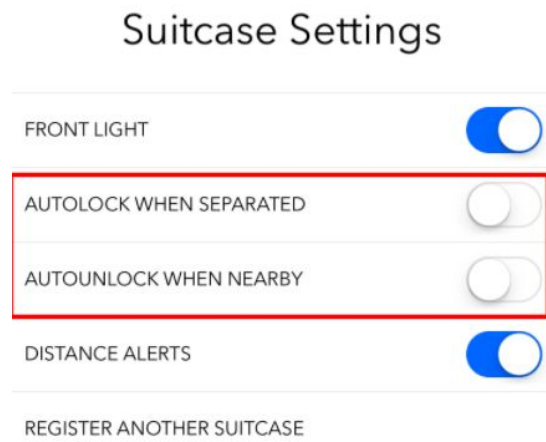 Suitcase Settings
FRONT LIGHT
AUTOLOCK WHEN SEPARATED
AUTOUNLOCK WHEN NEARBY
DISTANCE ALERTS
REGISTER ANOTHER SUITCASE